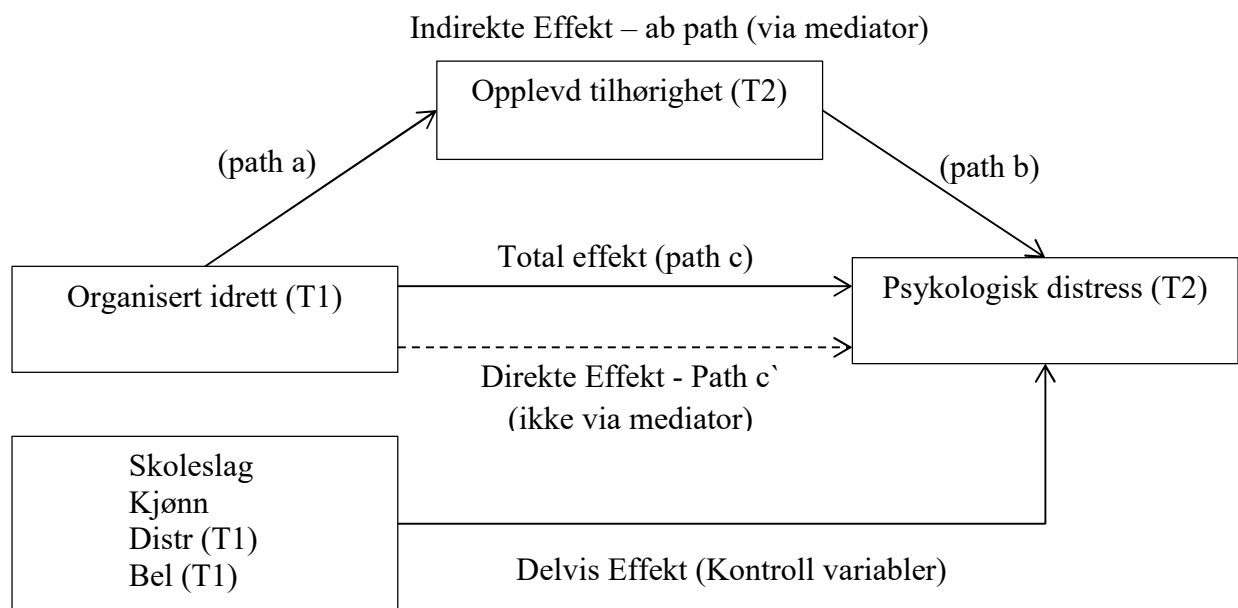 Indirekte Effekt – ab path (via mediator)
Opplevd tilhørighet (T2)
(path a)
(path b)
Total effekt (path c)
Organisert idrett (T1)
Psykologisk distress (T2)
Direkte Effekt - Path c`
(ikke via mediator)
Skoleslag
Kjønn
Distr (T1)
Bel (T1)
Delvis Effekt (Kontroll variabler)